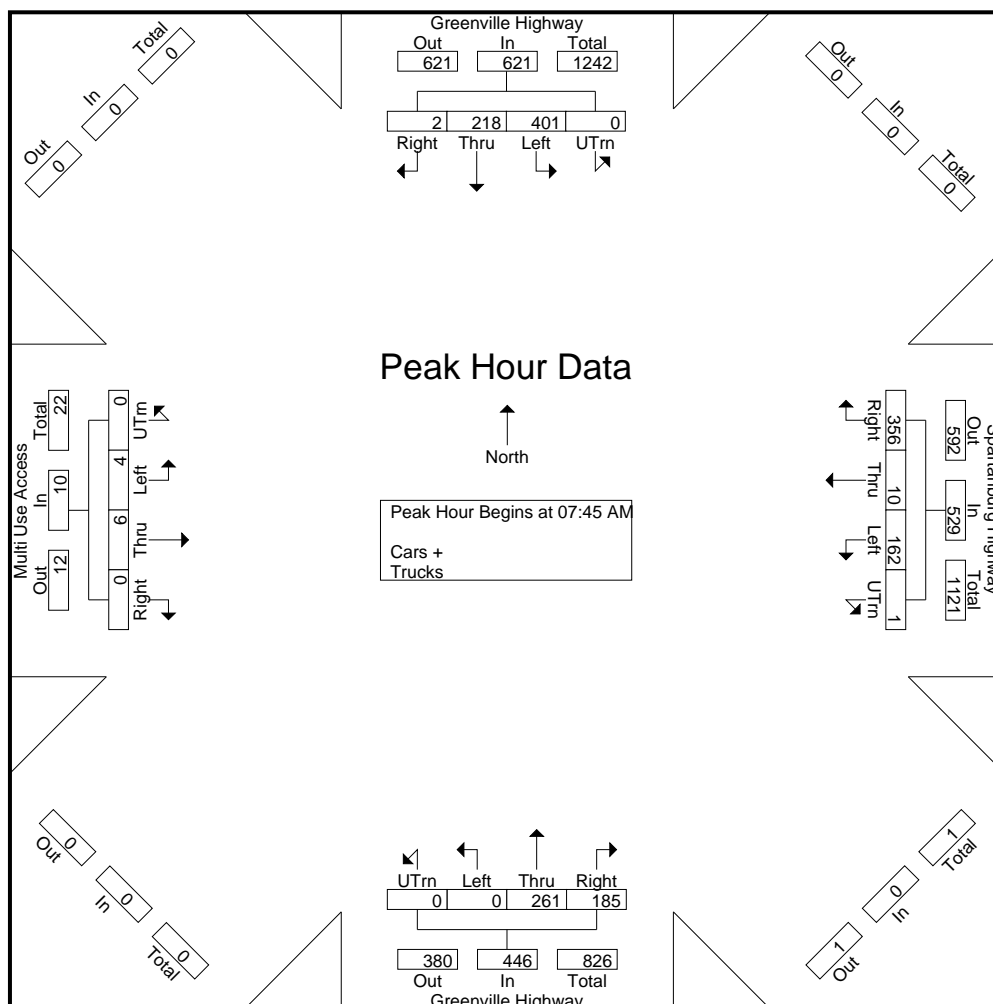 Greenville Highway
Out In Total
621 621 1242
2 218 401 0
Right Thru Left UTrn
Total
0
In
0
Out
0
Out
0
In
0
Total
0
Peak Hour Data
North
Peak Hour Begins at 07:45 AM
Cars +
Trucks
Multi Use Access
Out In Total
12 10 22
0 6 4 0
Right Thru Left UTrn
Spartanburg Highway
Out In Total
592 529 1121
356 10 162 1
Right Thru Left UTrn
0
Out
0
In
0
Total
1
Total
0
In
1
Out
UTrn Left Thru Right
0 0 261 185
380 446 826
Out In Total
Greenville Highway